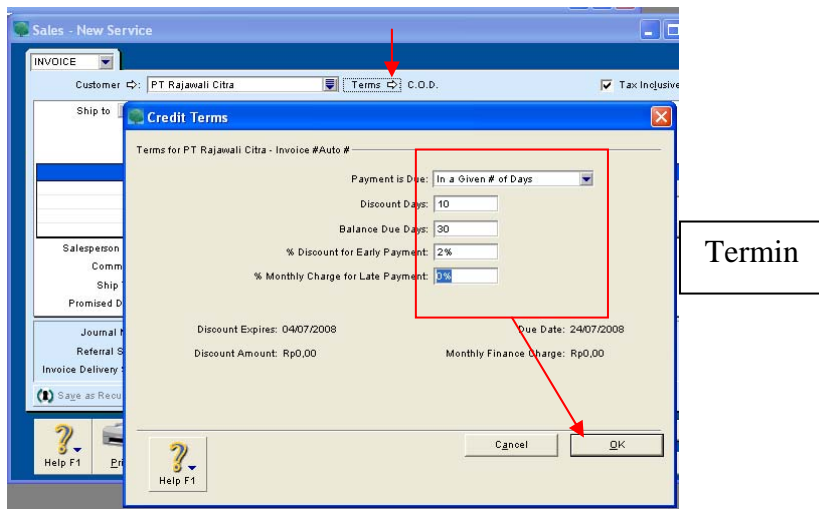 Sales - New Service
INVOICE
Customer PT Rajawali Citra Terms C.O.D. Tax Inclusive
Ship to
Credit Terms
Terms for PT Rajawali Citra - Invoice #Auto #
Payment is Due: In a Given # of Days
Discount Days: 10
Balance Due Days: 30
% Discount for Early Payment: 2%
% Monthly Charge for Late Payment: 0%
Termin
Salesperson
Comm
Ship
Promised D
Journal
Referral S
Invoice Delivery
Discount Expires: 04/07/2008 Due Date: 24/07/2008
Discount Amount: Rp0,00 Monthly Finance Charge: Rp0,00
Save as Recu
Cancel OK
Help F1 Pri
Help F1